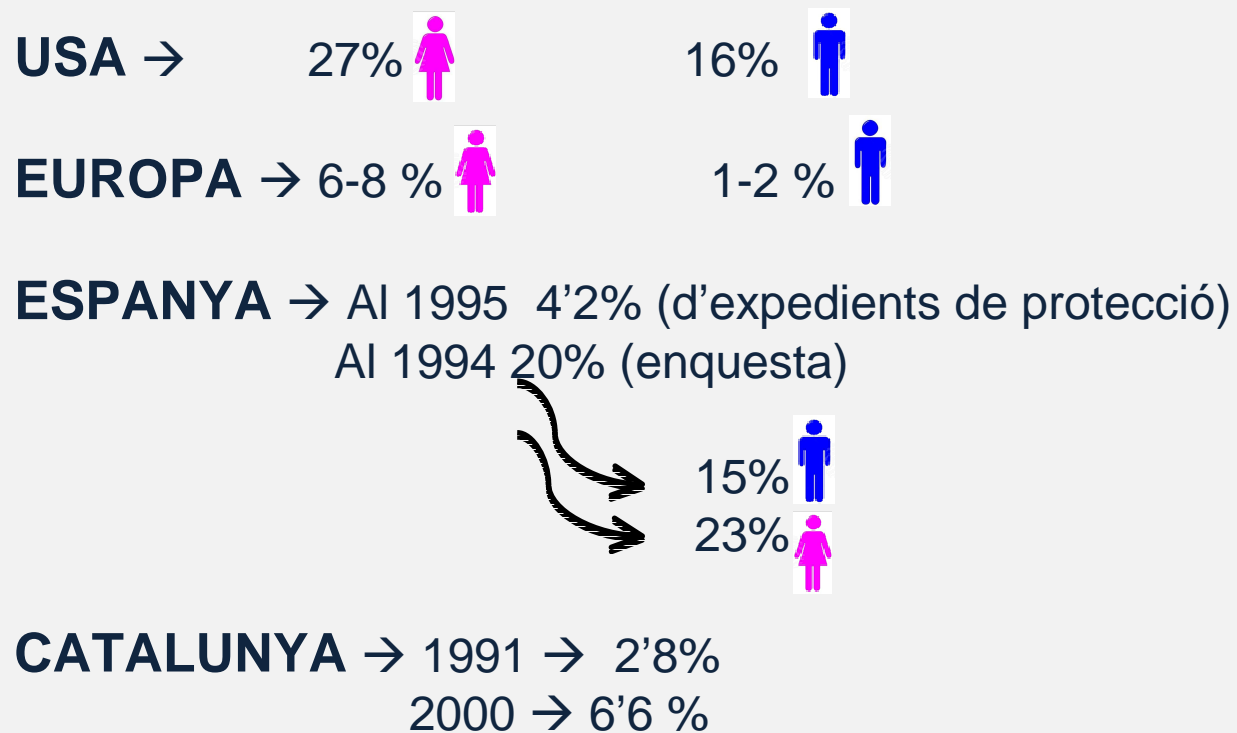 USA → 27% 16%
EUROPA → 6-8 % 1-2 %
ESPANYA → Al 1995 4’2% (d’expedients de protecció)
Al 1994 20% (enquesta)
15%
23%
CATALUNYA → 1991 → 2’8%
2000 → 6’6 %